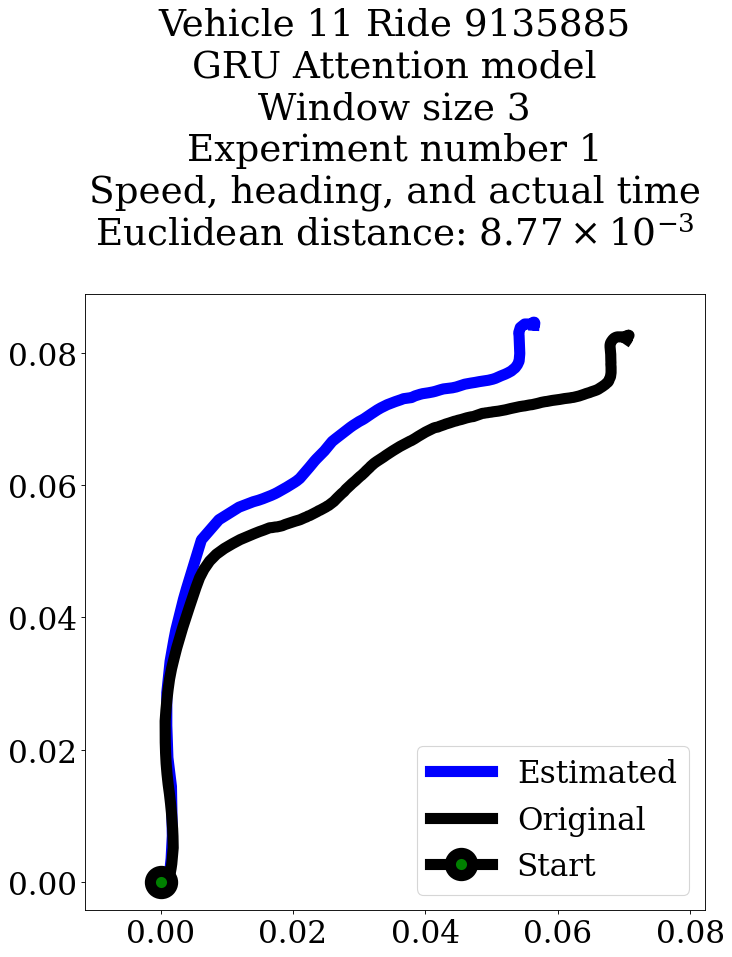 Vehicle 11 Ride 9135885
GRU Attention model
Window size 3
Experiment number 1
Speed, heading, and actual time
Euclidean distance: 8.77 × 10⁻³
0.08
0.06
0.04
0.02
0.00
Estimated
Original
Start
0.00 0.02 0.04 0.06 0.08